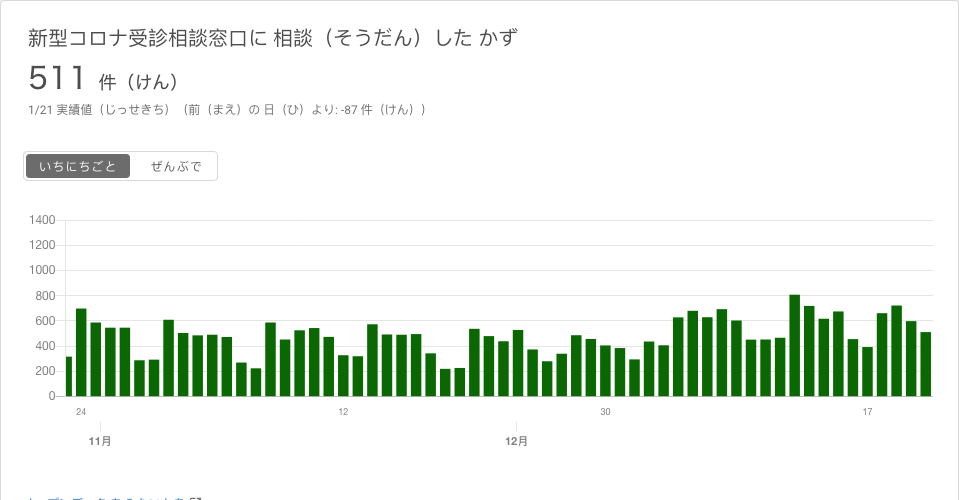 新型コロナ受診相談窓口に 相談（そうだん）した かず
511 件（けん）
1/21 実績値（じっせきち）（前（まえ）の 日（ひ）より: -87 件（けん））
いちにちごと ぜんぶで
1400
1200
1000
800
600
400
200
0
24 12 30 17
11月 12月